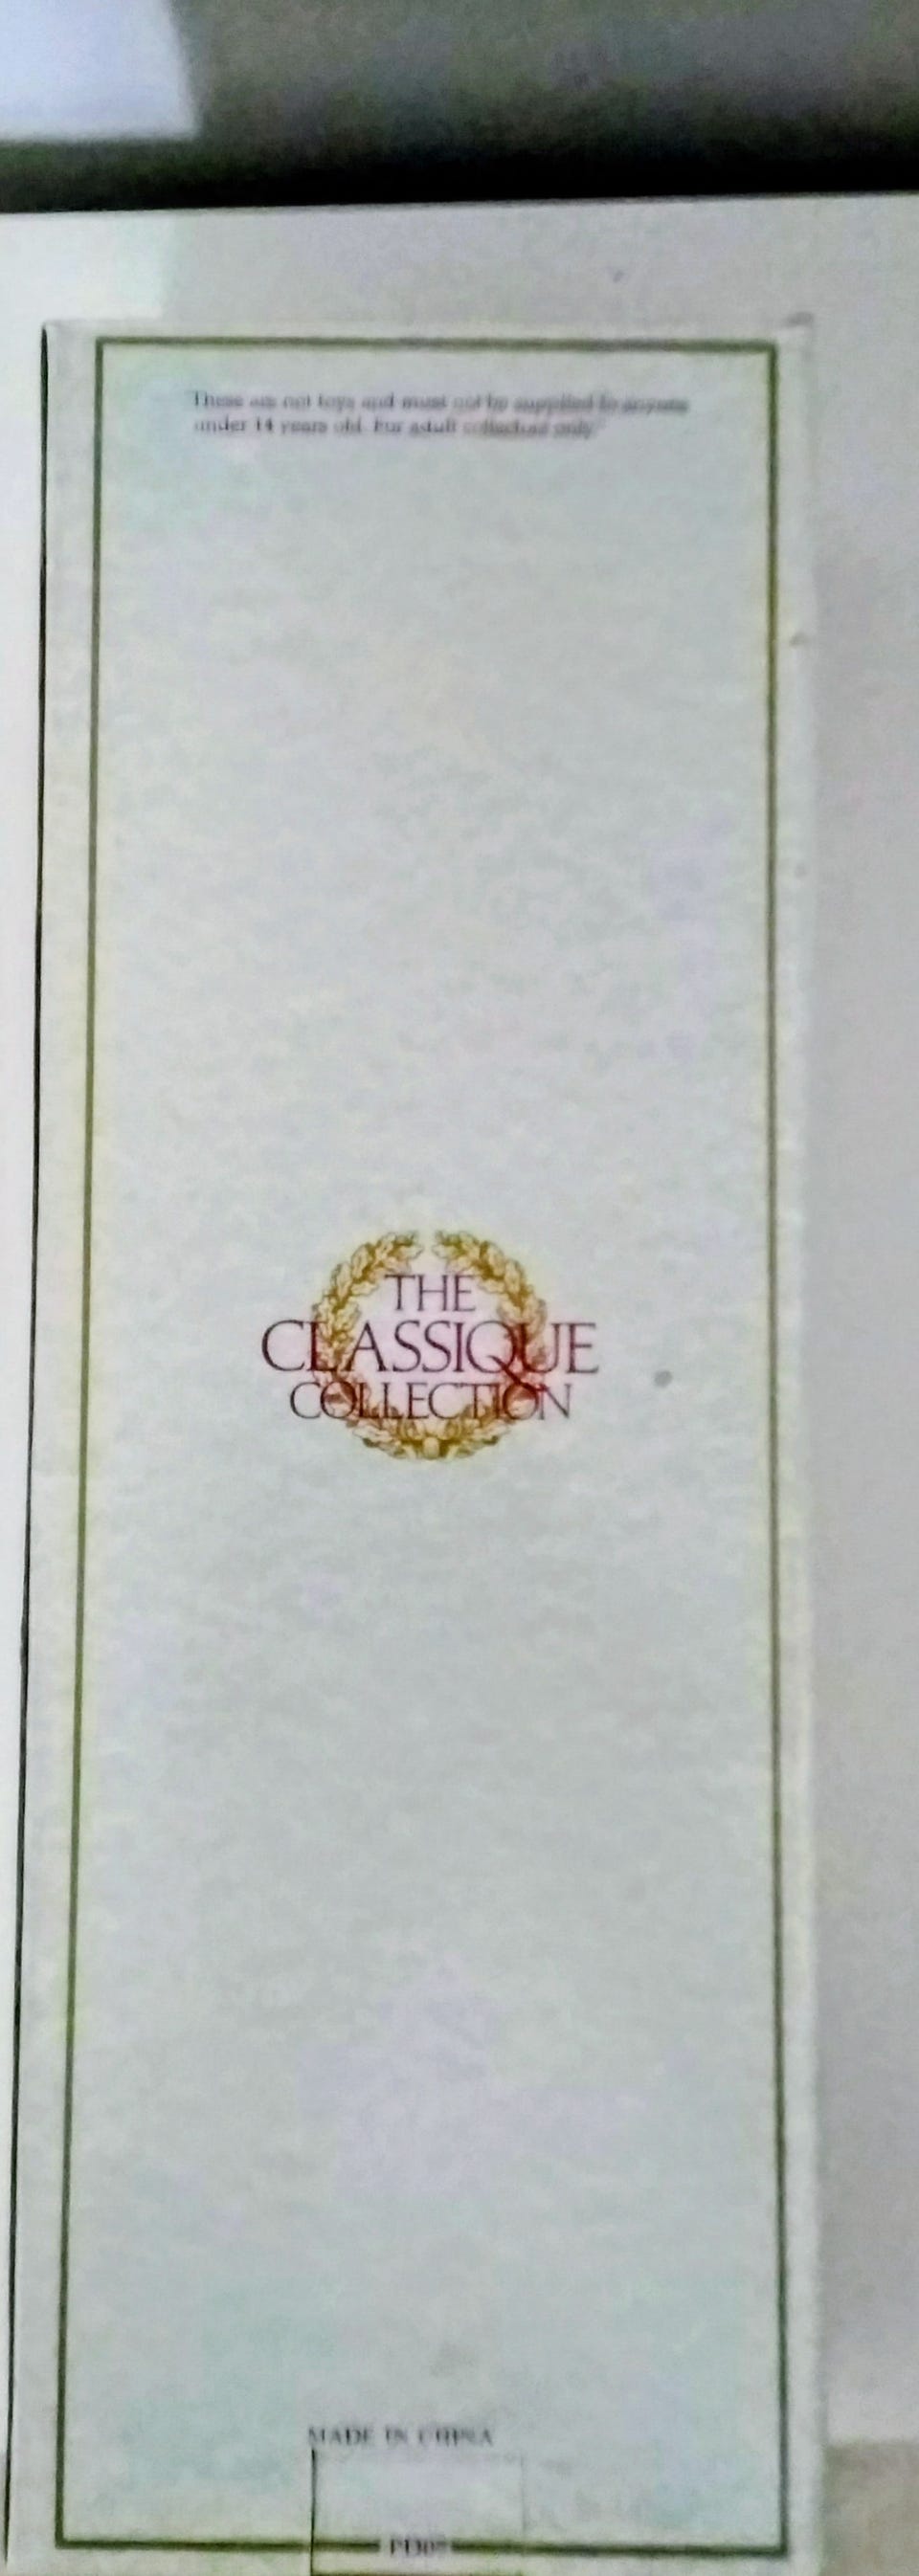 These are not toys and must not be supplied to anyone
under 14 years old. For adult collectors only.
THE
CLASSIQUE
COLLECTION
MADE IN CHINA